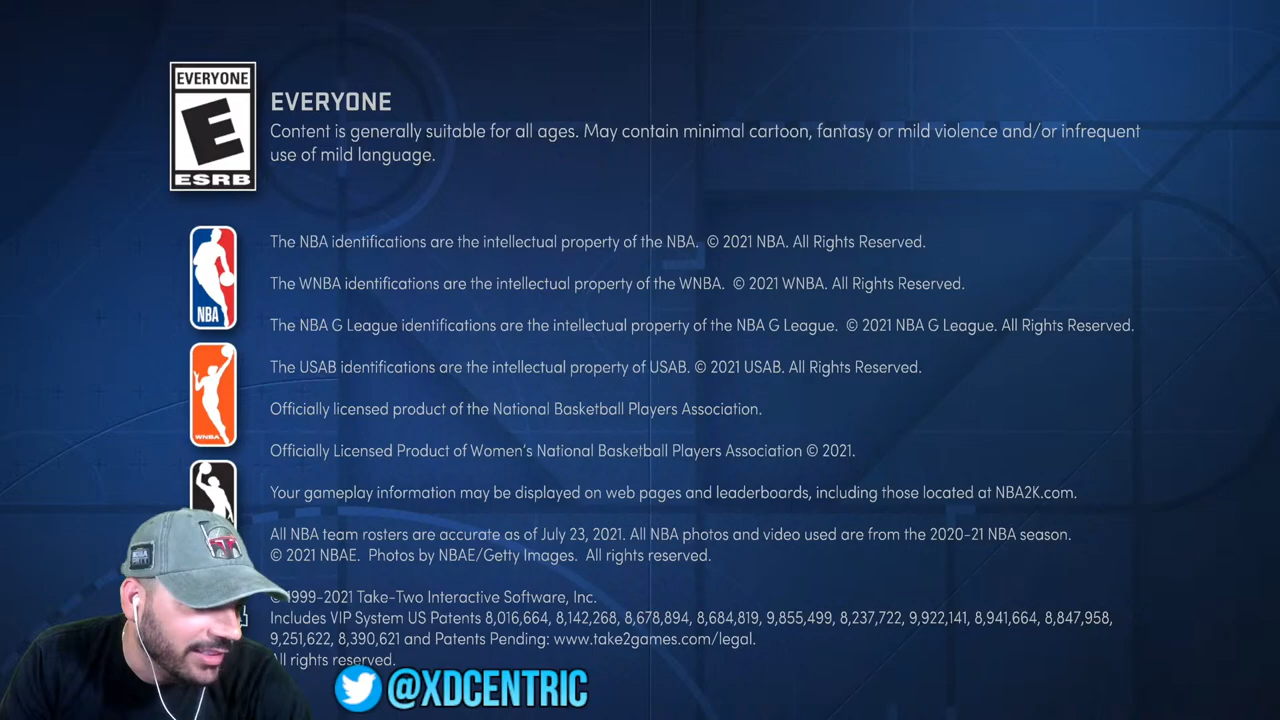 EVERYONE
E
ESRB
EVERYONE
Content is generally suitable for all ages. May contain minimal cartoon, fantasy or mild violence and/or infrequent
use of mild language.
NBA
The NBA identifications are the intellectual property of the NBA. © 2021 NBA. All Rights Reserved.
The WNBA identifications are the intellectual property of the WNBA. © 2021 WNBA. All Rights Reserved.
The NBA G League identifications are the intellectual property of the NBA G League. © 2021 NBA G League. All Rights Reserved.
WNBA
The USAB identifications are the intellectual property of USAB. © 2021 USAB. All Rights Reserved.
Officially licensed product of the National Basketball Players Association.
Officially Licensed Product of Women's National Basketball Players Association © 2021.
Your gameplay information may be displayed on web pages and leaderboards, including those located at NBA2K.com.
All NBA team rosters are accurate as of July 23, 2021. All NBA photos and video used are from the 2020-21 NBA season.
© 2021 NBAE. Photos by NBAE/Getty Images. All rights reserved.
© 1999-2021 Take-Two Interactive Software, Inc.
Includes VIP System US Patents 8,016,664, 8,142,268, 8,678,894, 8,684,819, 9,855,499, 8,237,722, 9,922,141, 8,941,664, 8,847,958,
9,251,622, 8,390,621 and Patents Pending: www.take2games.com/legal.
All rights reserved.
@XDCENTRIC